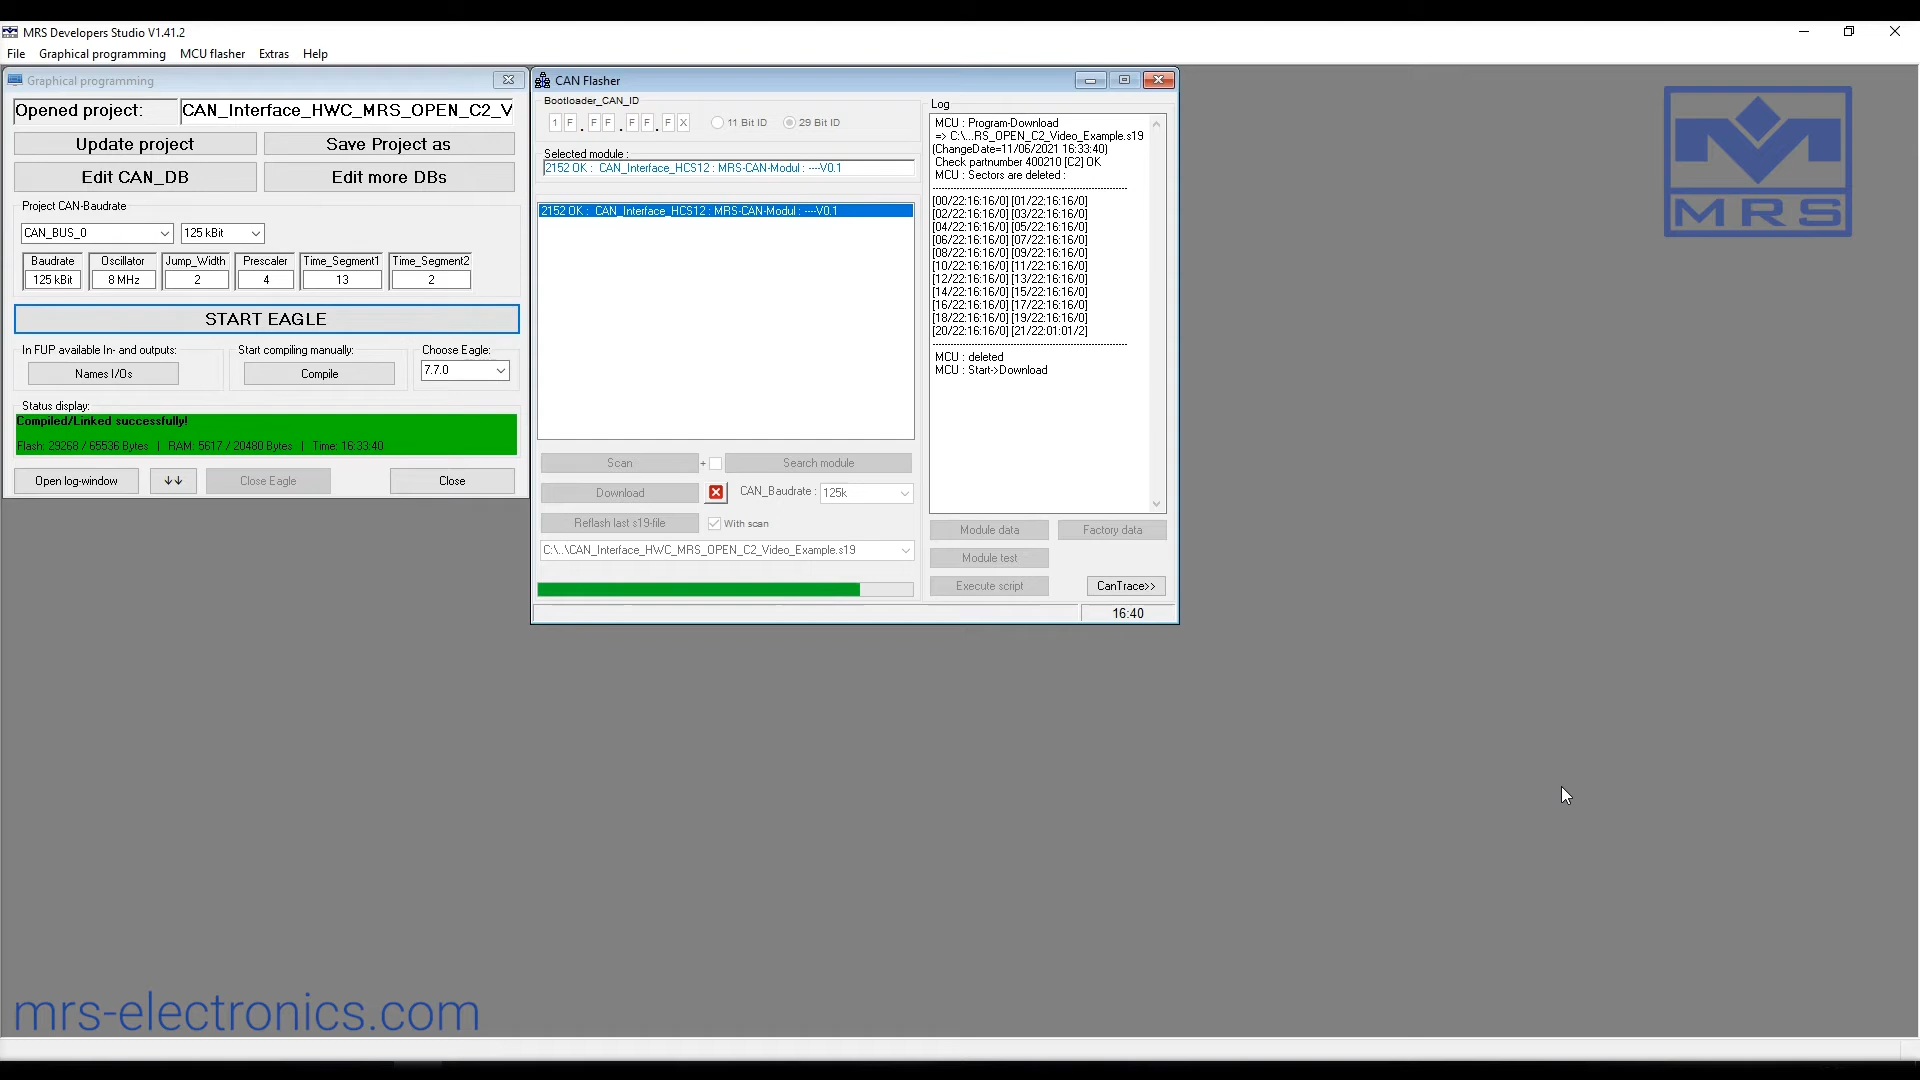 MRS Developers Studio V1.41.2
File Graphical programming MCU flasher Extras Help
Graphical programming
Opened project: CAN_Interface_HWC_MRS_OPEN_C2_V
Update project Save Project as
Edit CAN_DB Edit more DBs
Project CAN-Baudrate
CAN_BUS_0 125 kBit
Baudrate Oscillator Jump_Width Prescaler Time_Segment1 Time_Segment2
125 kBit 8 MHz 2 4 13 2
START EAGLE
In FUP available In- and outputs: Start compiling manually: Choose Eagle:
Names I/Os Compile 7.7.0
Status display:
Compiled/Linked successfully!
Flash: 29268 / 65536 Bytes | RAM: 5617 / 20480 Bytes | Time: 16:33:40
Open log-window ↓↓ Close Eagle Close
CAN Flasher
Bootloader_CAN_ID
1 F . F F . F F . F X 11 Bit ID 29 Bit ID
Selected module :
2152 OK : CAN_Interface_HCS12 : MRS-CAN-Modul : ----V0.1
2152 OK : CAN_Interface_HCS12 : MRS-CAN-Modul : ----V0.1
Scan + Search module
Download CAN_Baudrate : 125k
Reflash last s19-file With scan
C:\..\CAN_Interface_HWC_MRS_OPEN_C2_Video_Example.s19
Log
MCU : Program-Download
=> C:\...RS_OPEN_C2_Video_Example.s19
(ChangeDate=11/06/2021 16:33:40)
Check partnumber 400210 [C2] OK
MCU : Sectors are deleted :
--------------------------------------------------------
[00/22:16:16/0] [01/22:16:16/0]
[02/22:16:16/0] [03/22:16:16/0]
[04/22:16:16/0] [05/22:16:16/0]
[06/22:16:16/0] [07/22:16:16/0]
[08/22:16:16/0] [09/22:16:16/0]
[10/22:16:16/0] [11/22:16:16/0]
[12/22:16:16/0] [13/22:16:16/0]
[14/22:16:16/0] [15/22:16:16/0]
[16/22:16:16/0] [17/22:16:16/0]
[18/22:16:16/0] [19/22:16:16/0]
[20/22:16:16/0] [21/22:01:01/2]
--------------------------------------------------------
MCU : deleted
MCU : Start->Download
Module data Factory data
Module test
Execute script CanTrace>>
16:40
MRS
mrs-electronics.com